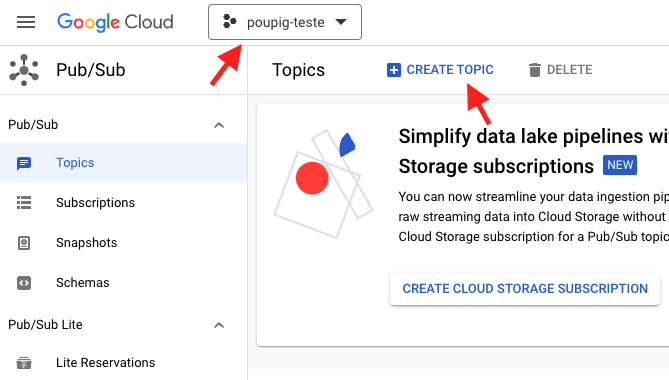 Google Cloud
poupig-teste
Pub/Sub
Topics
CREATE TOPIC
DELETE
Pub/Sub
Topics
Subscriptions
Snapshots
Schemas
Pub/Sub Lite
Lite Reservations
Simplify data lake pipelines wi
Storage subscriptions NEW
You can now streamline your data ingestion pip
raw streaming data into Cloud Storage without
Cloud Storage subscription for a Pub/Sub topic
CREATE CLOUD STORAGE SUBSCRIPTION